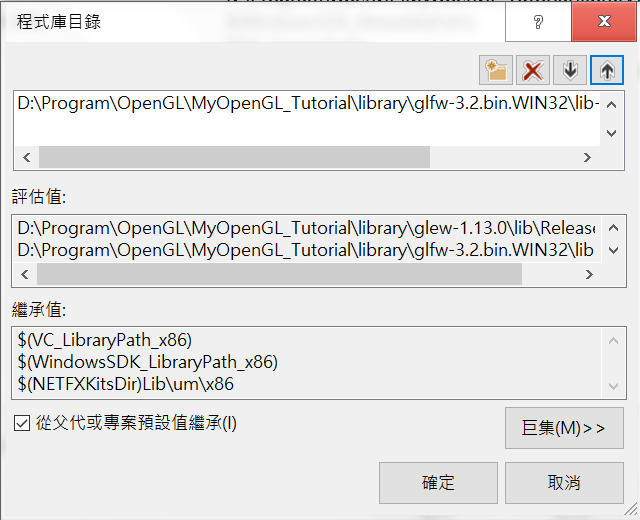 程式庫目錄
D:\Program\OpenGL\MyOpenGL_Tutorial\library\glfw-3.2.bin.WIN32\lib-
評估值:
D:\Program\OpenGL\MyOpenGL_Tutorial\library\glew-1.13.0\lib\Release
D:\Program\OpenGL\MyOpenGL_Tutorial\library\glfw-3.2.bin.WIN32\lib
繼承值:
$(VC_LibraryPath_x86)
$(WindowsSDK_LibraryPath_x86)
$(NETFXKitsDir)Lib\um\x86
從父代或專案預設值繼承(I)
巨集(M)>>
確定 取消